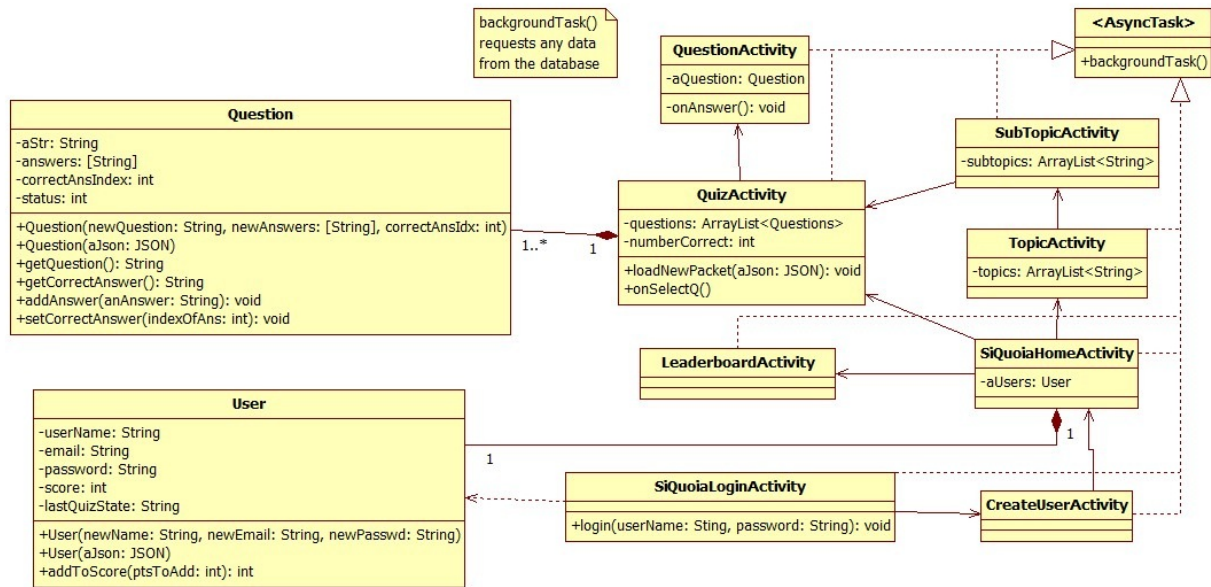 backgroundTask()
requests any data
from the database
QuestionActivity
-aQuestion: Question
-onAnswer(): void
<AsyncTask>
+backgroundTask()
Question
-aStr: String
-answers: [String]
-correctAnsIndex: int
-status: int
+Question(newQuestion: String, newAnswers: [String], correctAnsIdx: int)
+Question(aJson: JSON)
+getQuestion(): String
+getCorrectAnswer(): String
+addAnswer(anAnswer: String): void
+setCorrectAnswer(indexOfAns: int): void
1..*
1
QuizActivity
-questions: ArrayList<Questions>
-numberCorrect: int
+loadNewPacket(aJson: JSON): void
+onSelectQ()
SubTopicActivity
-subtopics: ArrayList<String>
TopicActivity
-topics: ArrayList<String>
LeaderboardActivity
SiQuoiaHomeActivity
-aUsers: User
1
User
-userName: String
-email: String
-password: String
-score: int
-lastQuizState: String
+User(newName: String, newEmail: String, newPasswd: String)
+User(aJson: JSON)
+addToScore(ptsToAdd: int): int
1
SiQuoiaLoginActivity
+login(userName: Sting, password: String): void
CreateUserActivity